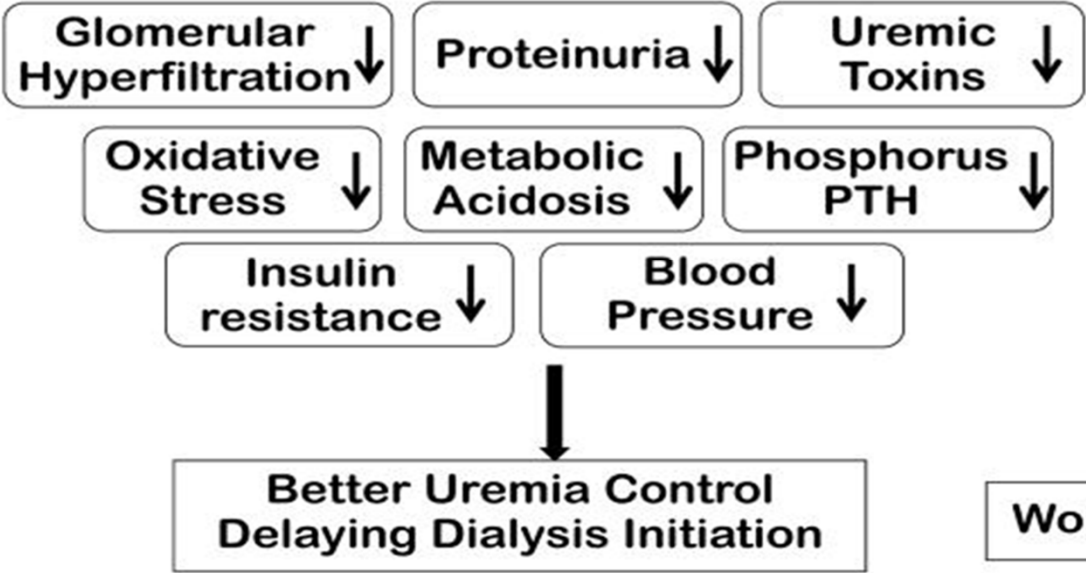 Glomerular
Hyperfiltration
Proteinuria
Uremic
Toxins
Oxidative
Stress
Metabolic
Acidosis
Phosphorus
PTH
Insulin
resistance
Blood
Pressure
Better Uremia Control
Delaying Dialysis Initiation
Wo